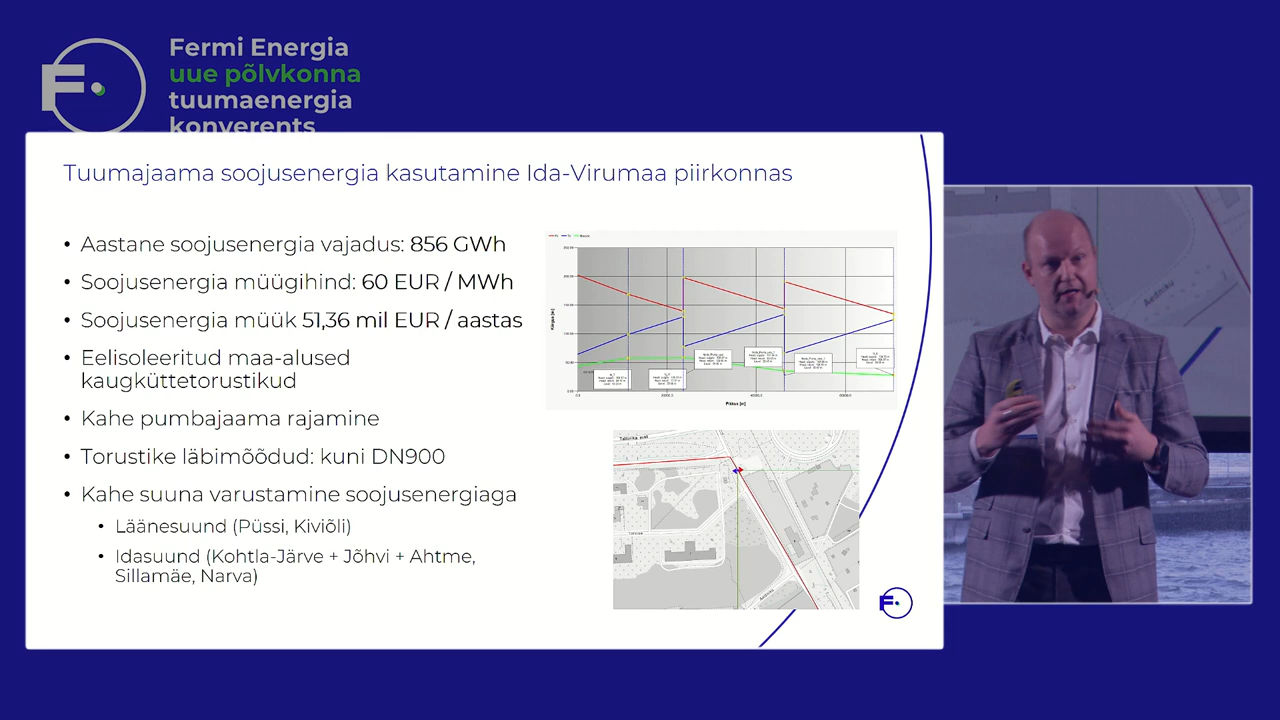 Fermi Energia
uue põlvkonna
tuumaenergia
konverents
Tuumajaama soojusenergia kasutamine Ida-Virumaa piirkonnas
• Aastane soojusenergia vajadus: 856 GWh
• Soojusenergia müügihind: 60 EUR / MWh
• Soojusenergia müük 51,36 mil EUR / aastas
• Eelisoleeritud maa-alused
kaugküttetorustikud
• Kahe pumbajaama rajamine
• Torustike läbimõõdud: kuni DN900
• Kahe suuna varustamine soojusenergiaga
• Läänesuund (Püssi, Kiviõli)
• Idasuund (Kohtla-Järve + Jõhvi + Ahtme,
Sillamäe, Narva)
Pikkus [m]
F